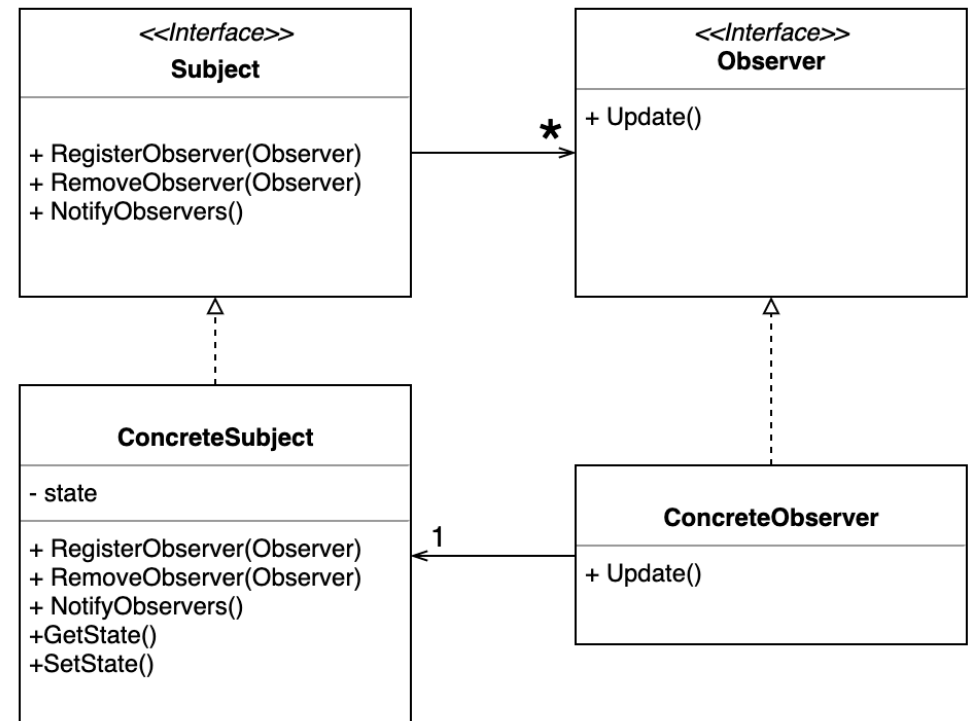 <<Interface>>
Subject
+ RegisterObserver(Observer)
+ RemoveObserver(Observer)
+ NotifyObservers()
*
<<Interface>>
Observer
+ Update()
ConcreteSubject
- state
+ RegisterObserver(Observer)
+ RemoveObserver(Observer)
+ NotifyObservers()
+GetState()
+SetState()
1
ConcreteObserver
+ Update()